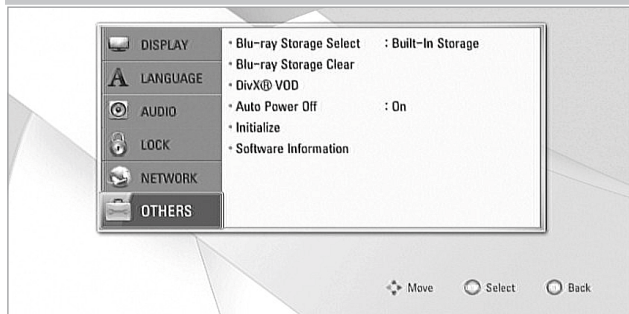 DISPLAY
LANGUAGE
AUDIO
LOCK
NETWORK
OTHERS
• Blu-ray Storage Select : Built-In Storage
• Blu-ray Storage Clear
• DivX® VOD
• Auto Power Off : On
• Initialize
• Software Information
Move Select Back